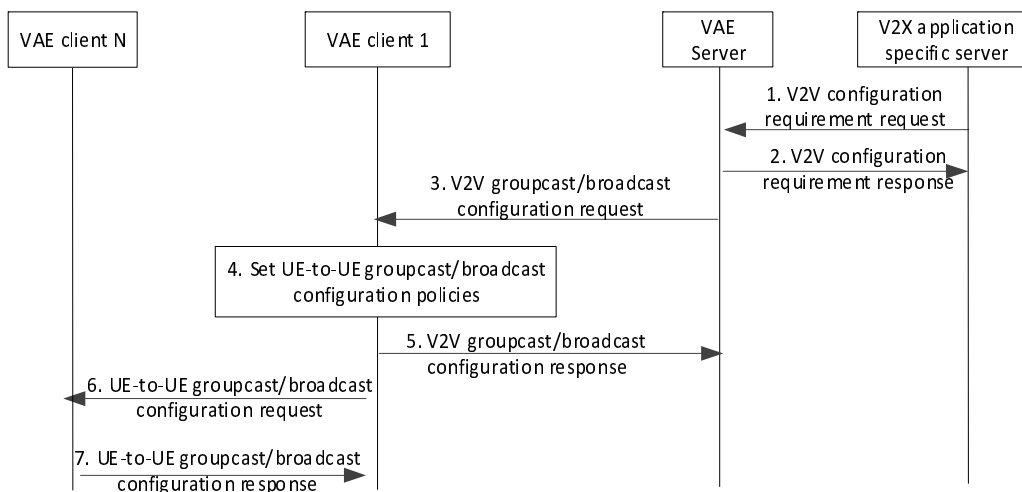 VAE client N
VAE client 1
VAE
Server
V2X application
specific server
1. V2V configuration
requirement request
2. V2V configuration
requirement response
3. V2V groupcast/broadcast
configuration request
4. Set UE-to-UE groupcast/broadcast
configuration policies
5. V2V groupcast/broadcast
configuration response
6. UE-to-UE groupcast/broadcast
configuration request
7. UE-to-UE groupcast/broadcast
configuration response